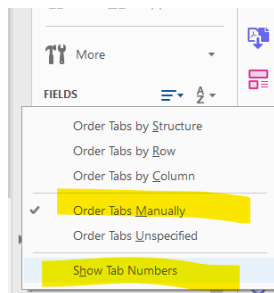 More
FIELDS
Order Tabs by Structure
Order Tabs by Row
Order Tabs by Column
Order Tabs Manually
Order Tabs Unspecified
Show Tab Numbers